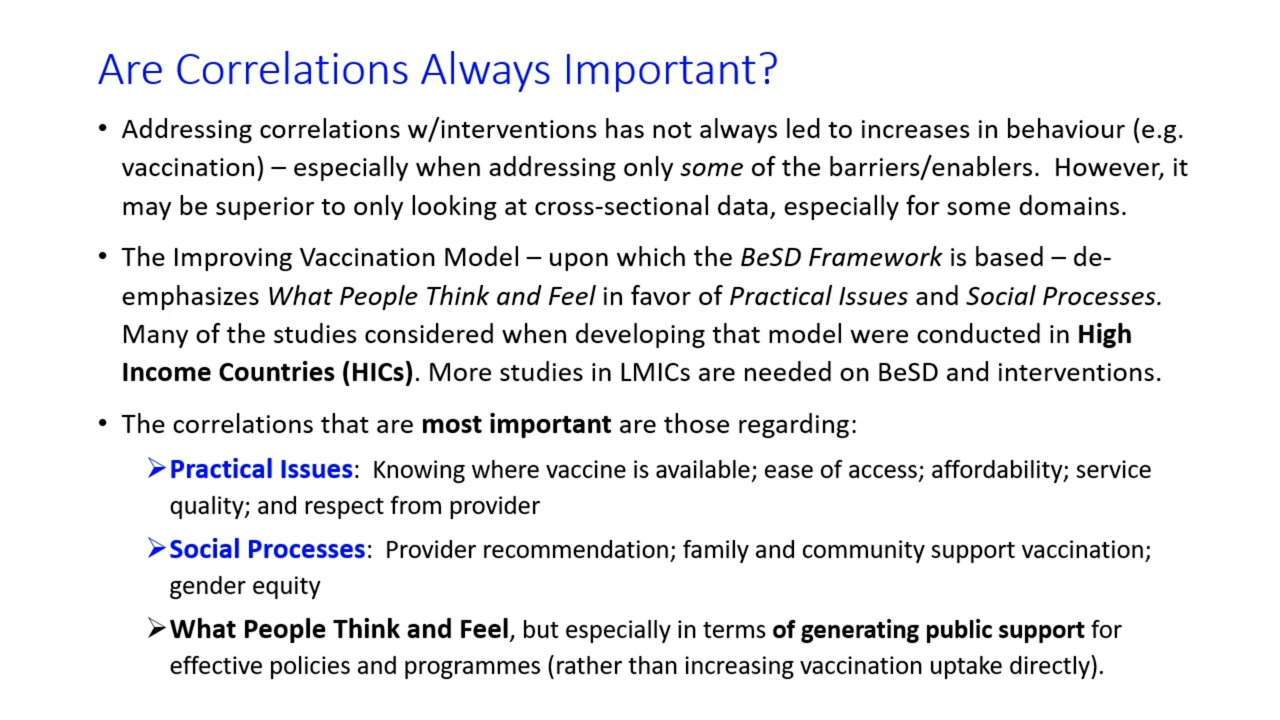 Are Correlations Always Important?
• Addressing correlations w/interventions has not always led to increases in behaviour (e.g.
vaccination) – especially when addressing only some of the barriers/enablers.  However, it
may be superior to only looking at cross-sectional data, especially for some domains.
• The Improving Vaccination Model – upon which the BeSD Framework is based – de-
emphasizes What People Think and Feel in favor of Practical Issues and Social Processes.
Many of the studies considered when developing that model were conducted in High
Income Countries (HICs). More studies in LMICs are needed on BeSD and interventions.
• The correlations that are most important are those regarding:
➢Practical Issues:  Knowing where vaccine is available; ease of access; affordability; service
quality; and respect from provider
➢Social Processes:  Provider recommendation; family and community support vaccination;
gender equity
➢What People Think and Feel, but especially in terms of generating public support for
effective policies and programmes (rather than increasing vaccination uptake directly).